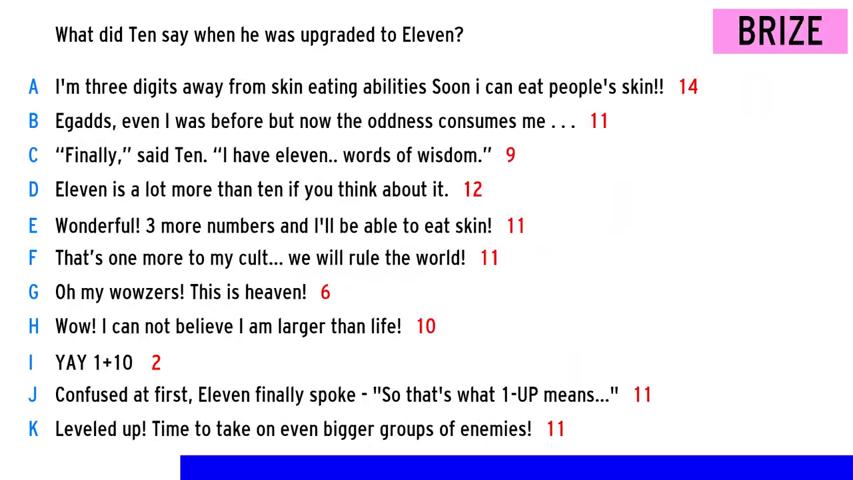 What did Ten say when he was upgraded to Eleven?
BRIZE
A I'm three digits away from skin eating abilities Soon i can eat people's skin!! 14
B Egadds, even I was before but now the oddness consumes me . . . 11
C “Finally,” said Ten. “I have eleven.. words of wisdom.” 9
D Eleven is a lot more than ten if you think about it. 12
E Wonderful! 3 more numbers and I'll be able to eat skin! 11
F That’s one more to my cult... we will rule the world! 11
G Oh my wowzers! This is heaven! 6
H Wow! I can not believe I am larger than life! 10
I YAY 1+10 2
J Confused at first, Eleven finally spoke - "So that's what 1-UP means..." 11
K Leveled up! Time to take on even bigger groups of enemies! 11